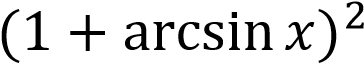 (1 + arcsin x)²